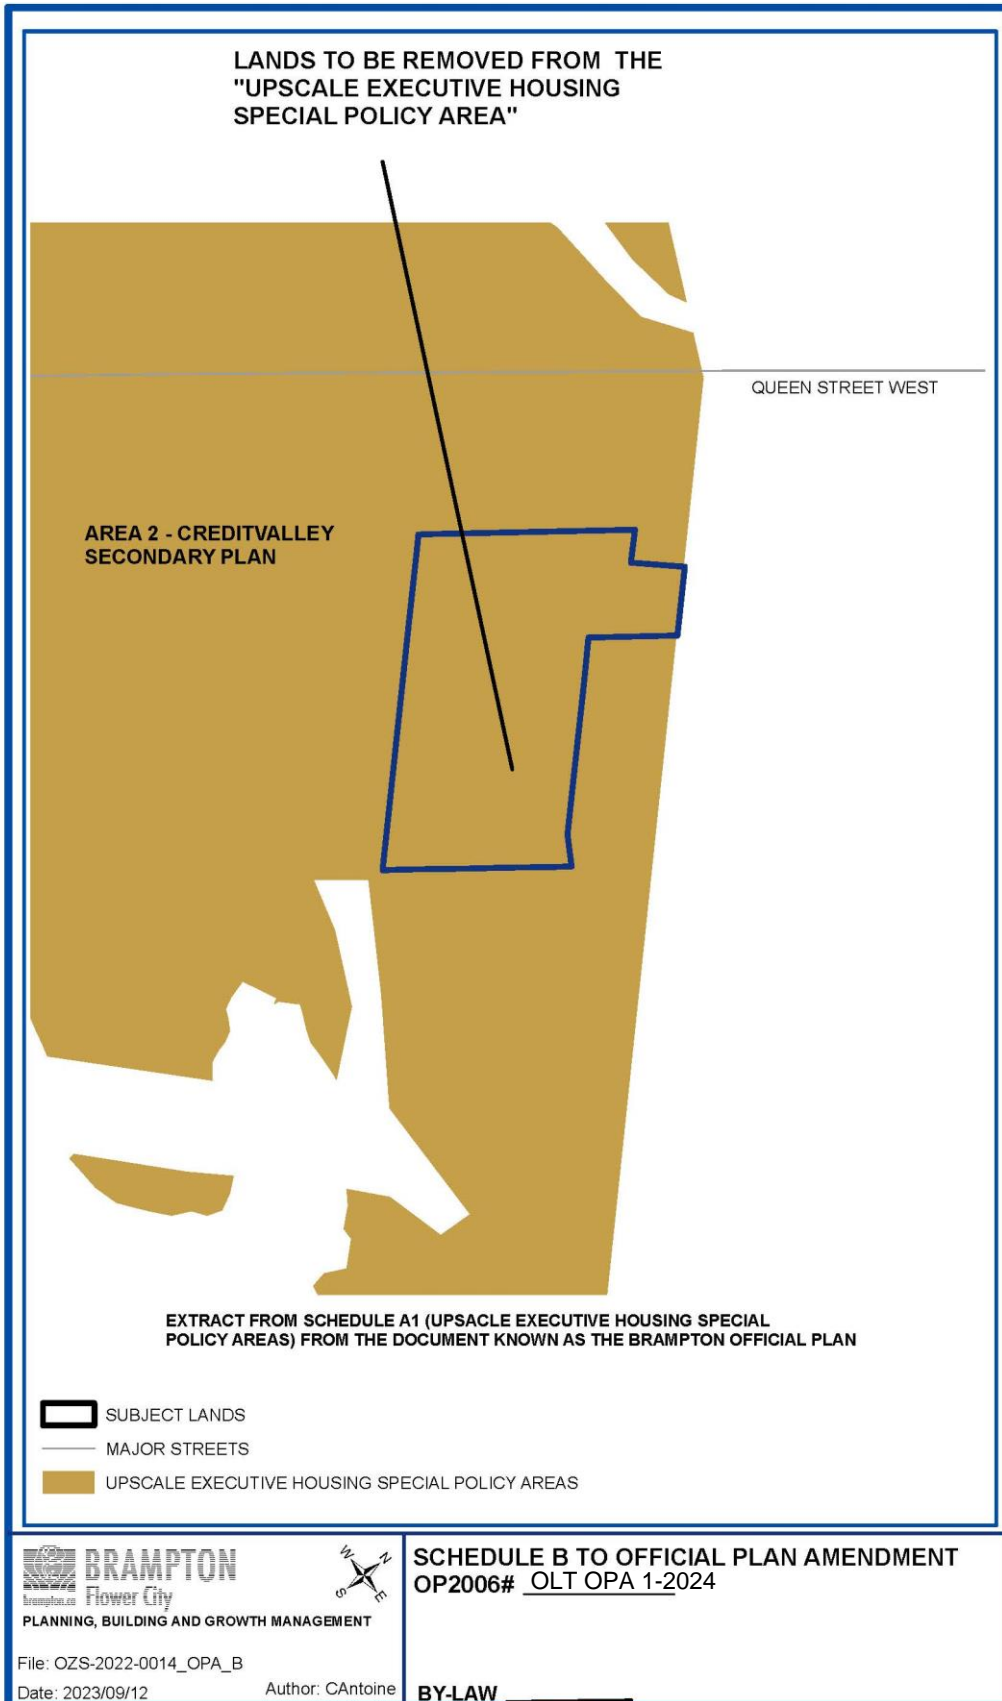 LANDS TO BE REMOVED FROM THE
"UPSCALE EXECUTIVE HOUSING
SPECIAL POLICY AREA"
QUEEN STREET WEST
AREA 2 - CREDITVALLEY
SECONDARY PLAN
EXTRACT FROM SCHEDULE A1 (UPSACLE EXECUTIVE HOUSING SPECIAL
POLICY AREAS) FROM THE DOCUMENT KNOWN AS THE BRAMPTON OFFICIAL PLAN
SUBJECT LANDS
MAJOR STREETS
UPSCALE EXECUTIVE HOUSING SPECIAL POLICY AREAS
BRAMPTON
brampton.ca Flower City
W N
S E
PLANNING, BUILDING AND GROWTH MANAGEMENT
File: OZS-2022-0014_OPA_B
Date: 2023/09/12 Author: CAntoine
SCHEDULE B TO OFFICIAL PLAN AMENDMENT
OP2006# OLT OPA 1-2024
BY-LAW